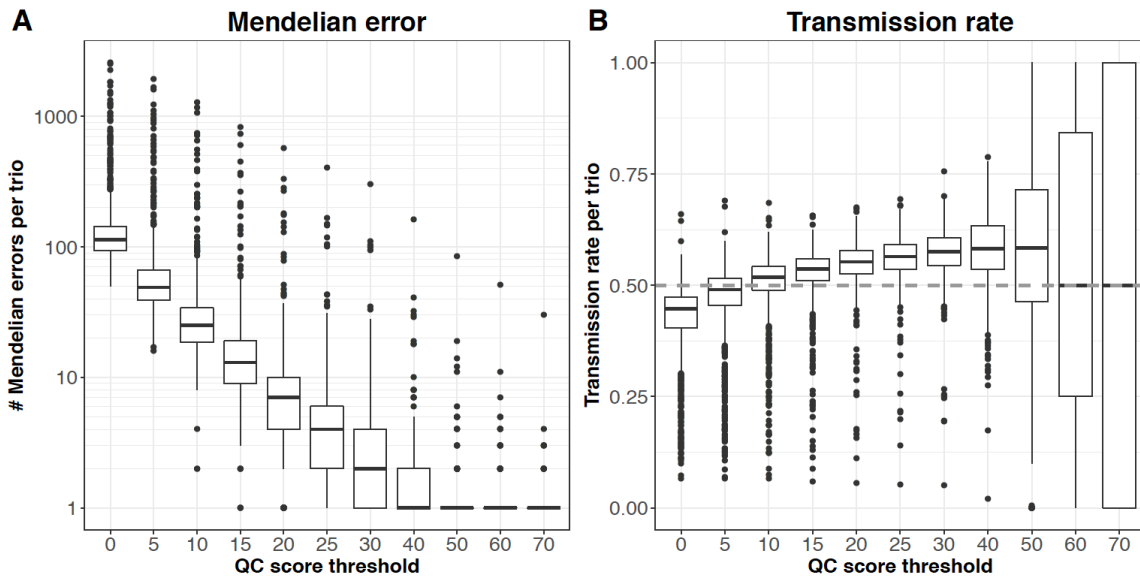 A Mendelian error
# Mendelian errors per trio
1000
100
10
1
0 5 10 15 20 25 30 40 50 60 70
QC score threshold
B Transmission rate
Transmission rate per trio
1.00
0.75
0.50
0.25
0.00
0 5 10 15 20 25 30 40 50 60 70
QC score threshold